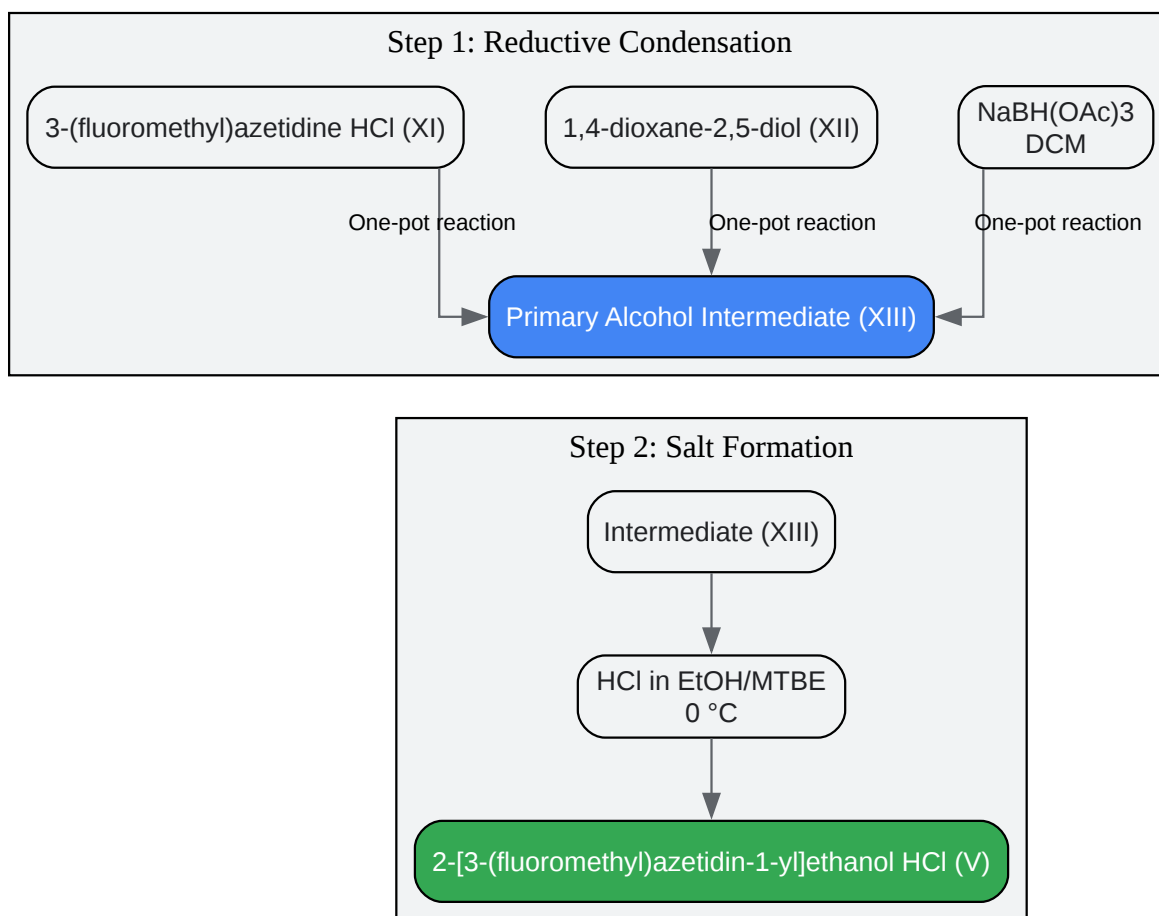 Step 1: Reductive Condensation
3-(fluoromethyl)azetidine HCl (XI)
1,4-dioxane-2,5-diol (XII)
NaBH(OAc)3
DCM
One-pot reaction
One-pot reaction
One-pot reaction
Primary Alcohol Intermediate (XIII)
Step 2: Salt Formation
Intermediate (XIII)
HCl in EtOH/MTBE
0 °C
2-[3-(fluoromethyl)azetidin-1-yl]ethanol HCl (V)